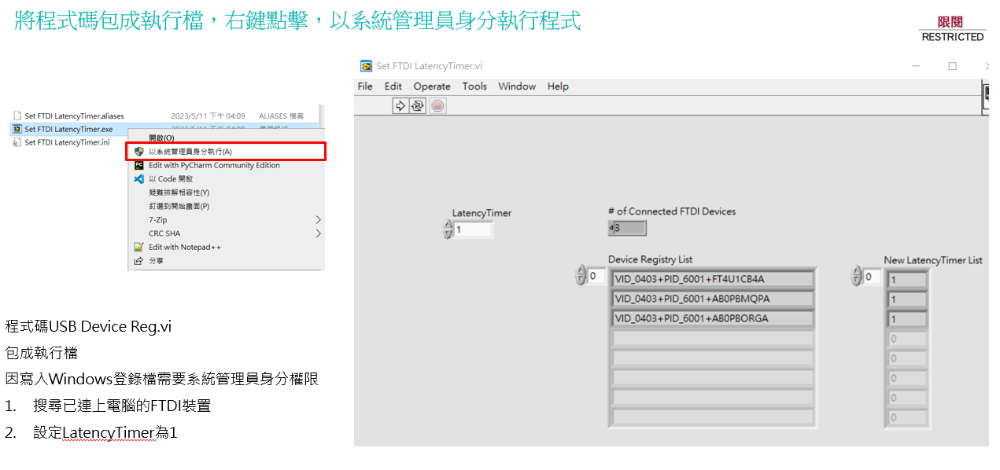 將程式碼包成執行檔，右鍵點擊，以系統管理員身分執行程式
限閱
RESTRICTED
Set FTDI LatencyTimer.aliases 2023/5/11 下午 04:09 ALIASES 檔案
Set FTDI LatencyTimer.exe
Set FTDI LatencyTimer.ini
開啟(O)
以系統管理員身分執行(A)
Edit with PyCharm Community Edition
以 Code 開啟
疑難排解相容性(Y)
釘選到開始畫面(P)
7-Zip
CRC SHA
Edit with Notepad++
分享
程式碼USB Device Reg.vi
包成執行檔
因寫入Windows登錄檔需要系統管理員身分權限
1. 搜尋已連上電腦的FTDI裝置
2. 設定LatencyTimer為1
Set FTDI LatencyTimer.vi
File Edit Operate Tools Window Help
LatencyTimer
1
# of Connected FTDI Devices
d3
Device Registry List
0
VID_0403+PID_6001+FT4U1CB4A
VID_0403+PID_6001+AB0PBMQPA
VID_0403+PID_6001+AB0PBORGA
New LatencyTimer List
0
1
1
1
0
0
0
0
0